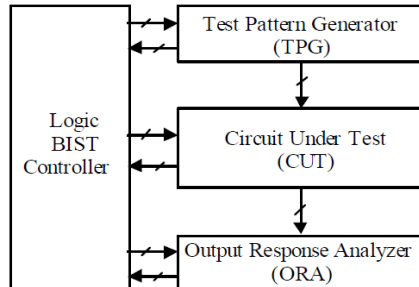 Logic
BIST
Controller
Test Pattern Generator
(TPG)
Circuit Under Test
(CUT)
Output Response Analyzer
(ORA)